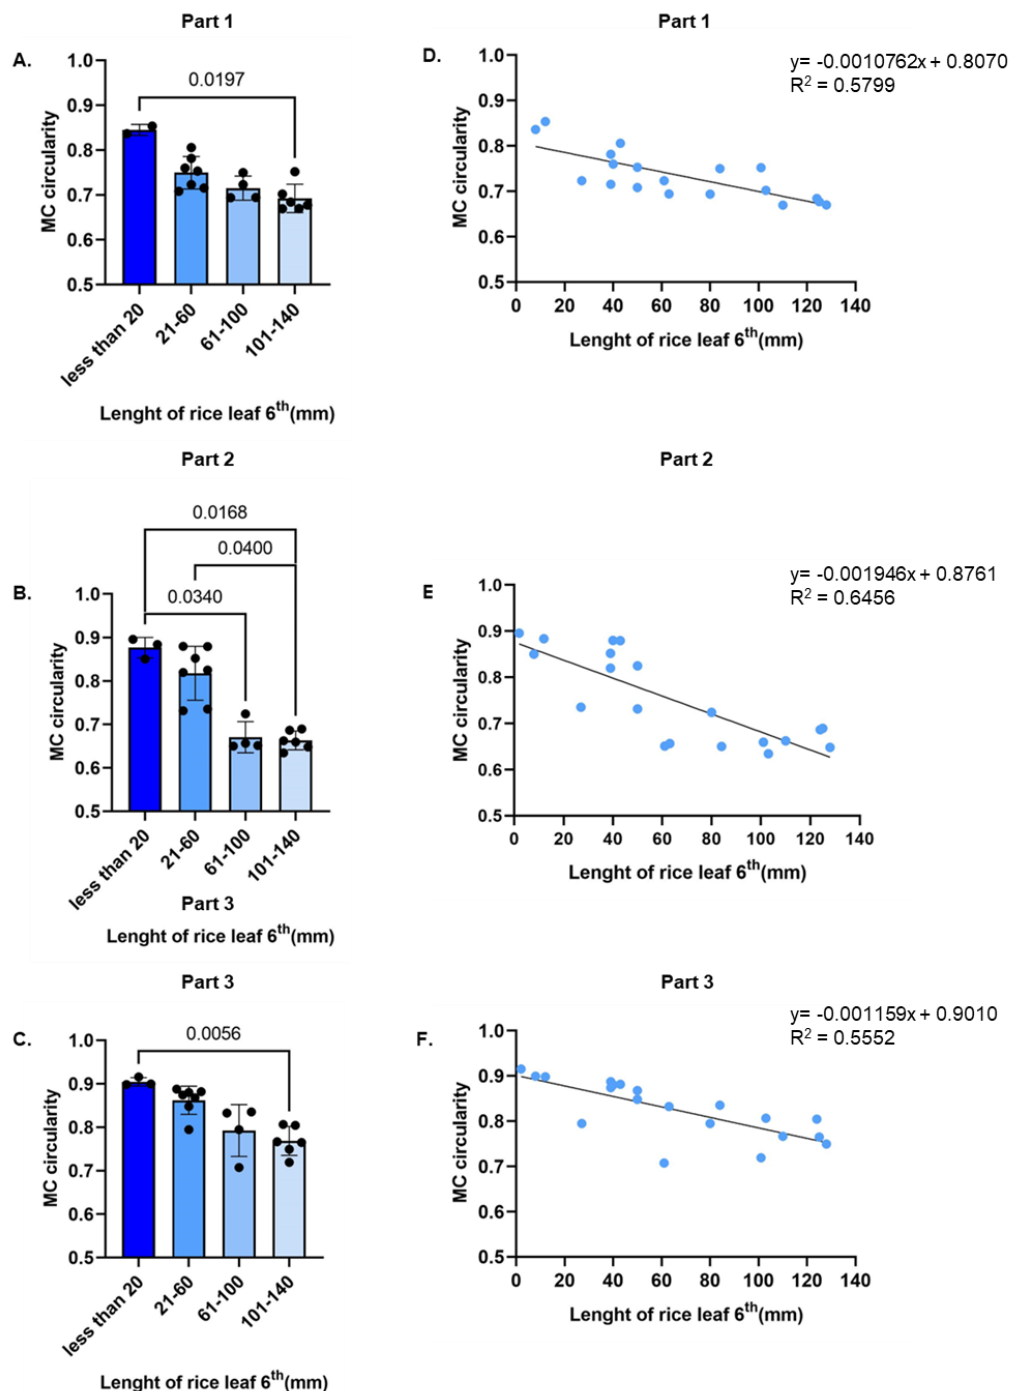 Part 1
A.
1.0
0.9
0.8
0.7
0.6
0.5
MC circularity
0.0197
less than 20
21-60
61-100
101-140
Lenght of rice leaf 6th(mm)
Part 1
D.
y= -0.0010762x + 0.8070
R2 = 0.5799
1.0
0.9
0.8
0.7
0.6
0.5
MC circularity
0 20 40 60 80 100 120 140
Lenght of rice leaf 6th(mm)
Part 2
B.
0.0168
0.0400
0.0340
1.0
0.9
0.8
0.7
0.6
0.5
MC circularity
less than 20
21-60
61-100
101-140
Part 3
Lenght of rice leaf 6th(mm)
Part 2
E
y= -0.001946x + 0.8761
R2 = 0.6456
1.0
0.9
0.8
0.7
0.6
0.5
MC circularity
0 20 40 60 80 100 120 140
Lenght of rice leaf 6th(mm)
Part 3
C.
0.0056
1.0
0.9
0.8
0.7
0.6
0.5
MC circularity
less than 20
21-60
61-100
101-140
Lenght of rice leaf 6th(mm)
Part 3
F.
y= -0.001159x + 0.9010
R2 = 0.5552
1.0
0.9
0.8
0.7
0.6
0.5
MC circularity
0 20 40 60 80 100 120 140
Lenght of rice leaf 6th(mm)